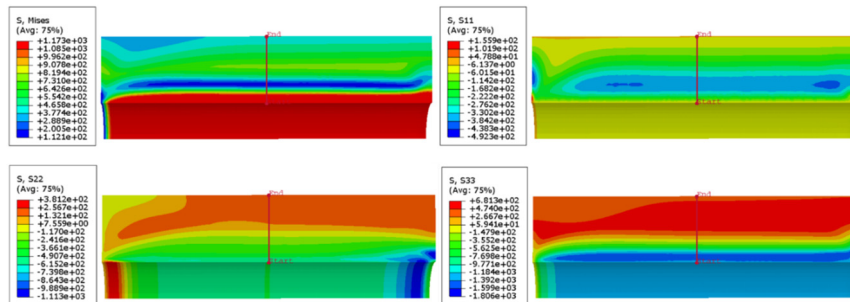 S, Mises
(Avg: 75%)
+1.173e+03
+1.085e+03
+9.962e+02
+9.078e+02
+8.194e+02
+7.310e+02
+6.426e+02
+5.542e+02
+4.658e+02
+3.774e+02
+2.889e+02
+2.005e+02
+1.121e+02
End
Start
S, S11
(Avg: 75%)
+1.559e+02
+1.019e+02
+4.788e+01
-6.137e+00
-6.015e+01
-1.142e+02
-1.682e+02
-2.222e+02
-2.762e+02
-3.302e+02
-3.842e+02
-4.383e+02
-4.923e+02
End
Start
S, S22
(Avg: 75%)
+3.812e+02
+2.567e+02
+1.321e+02
+7.559e+00
-1.170e+02
-2.416e+02
-3.661e+02
-4.907e+02
-6.152e+02
-7.398e+02
-8.643e+02
-9.889e+02
-1.113e+03
End
Start
S, S33
(Avg: 75%)
+6.813e+02
+4.740e+02
+2.667e+02
+5.941e+01
-1.479e+02
-3.552e+02
-5.625e+02
-7.698e+02
-9.771e+02
-1.184e+03
-1.392e+03
-1.599e+03
-1.806e+03
End